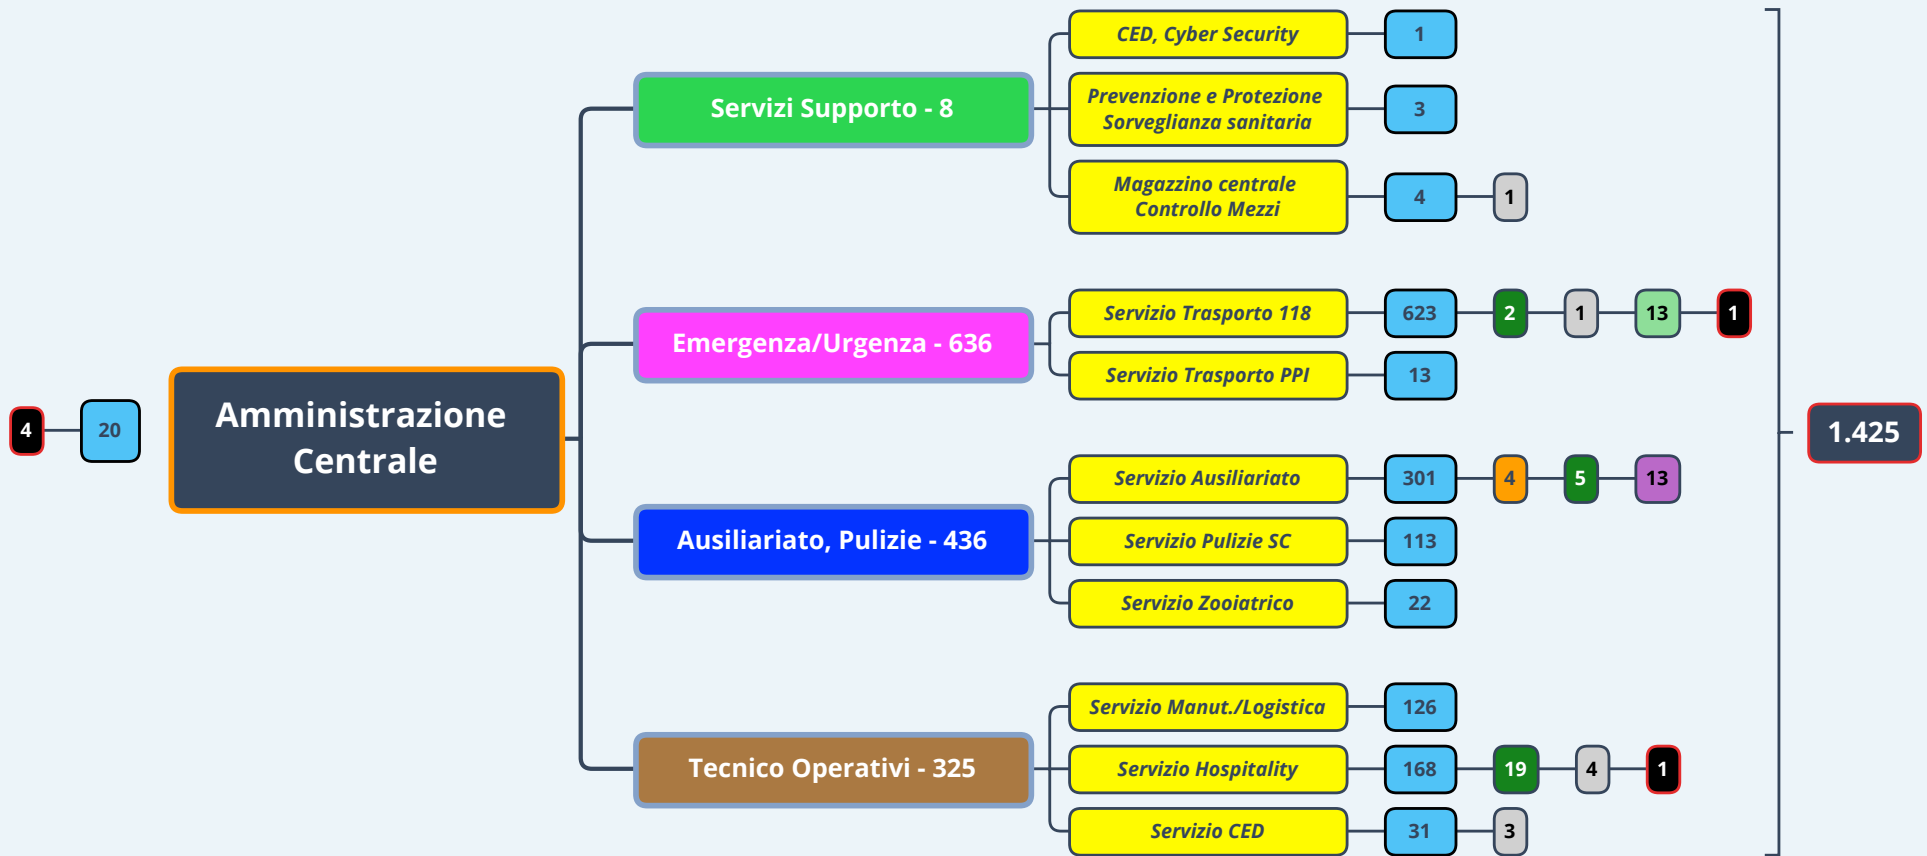 CED, Cyber Security 1
Servizi Supporto - 8
Prevenzione e Protezione
Sorveglianza sanitaria
3
Magazzino centrale
Controllo Mezzi
4 1
Emergenza/Urgenza - 636
Servizio Trasporto 118 623 2 1 13 1
Servizio Trasporto PPI 13
4 20
Amministrazione
Centrale
1.425
Ausiliariato, Pulizie - 436
Servizio Ausiliariato 301 4 5 13
Servizio Pulizie SC 113
Servizio Zooiatrico 22
Tecnico Operativi - 325
Servizio Manut./Logistica 126
Servizio Hospitality 168 19 4 1
Servizio CED 31 3